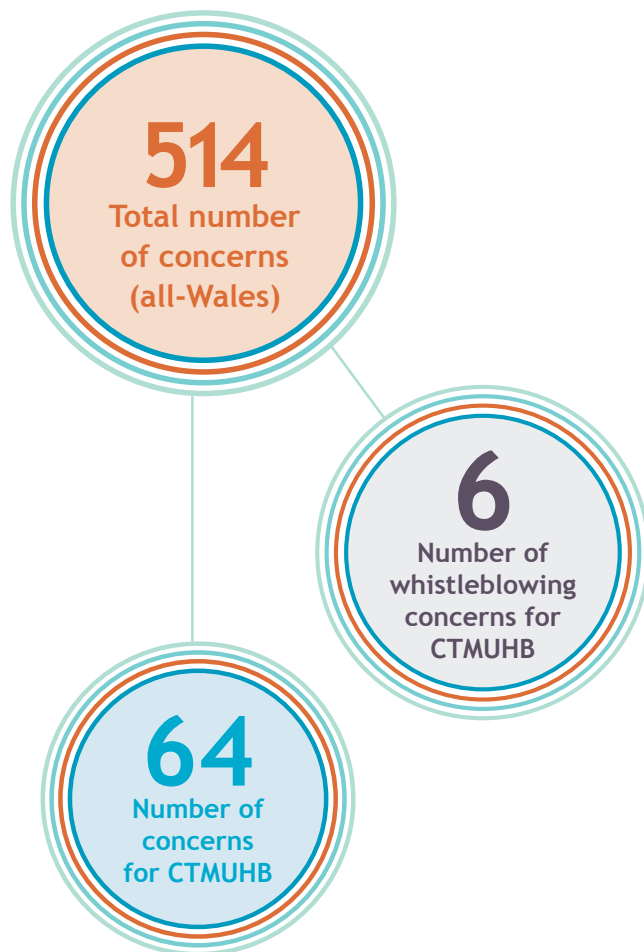 514
Total number
of concerns
(all-Wales)
6
Number of
whistleblowing
concerns for
CTMUHB
64
Number of
concerns
for CTMUHB